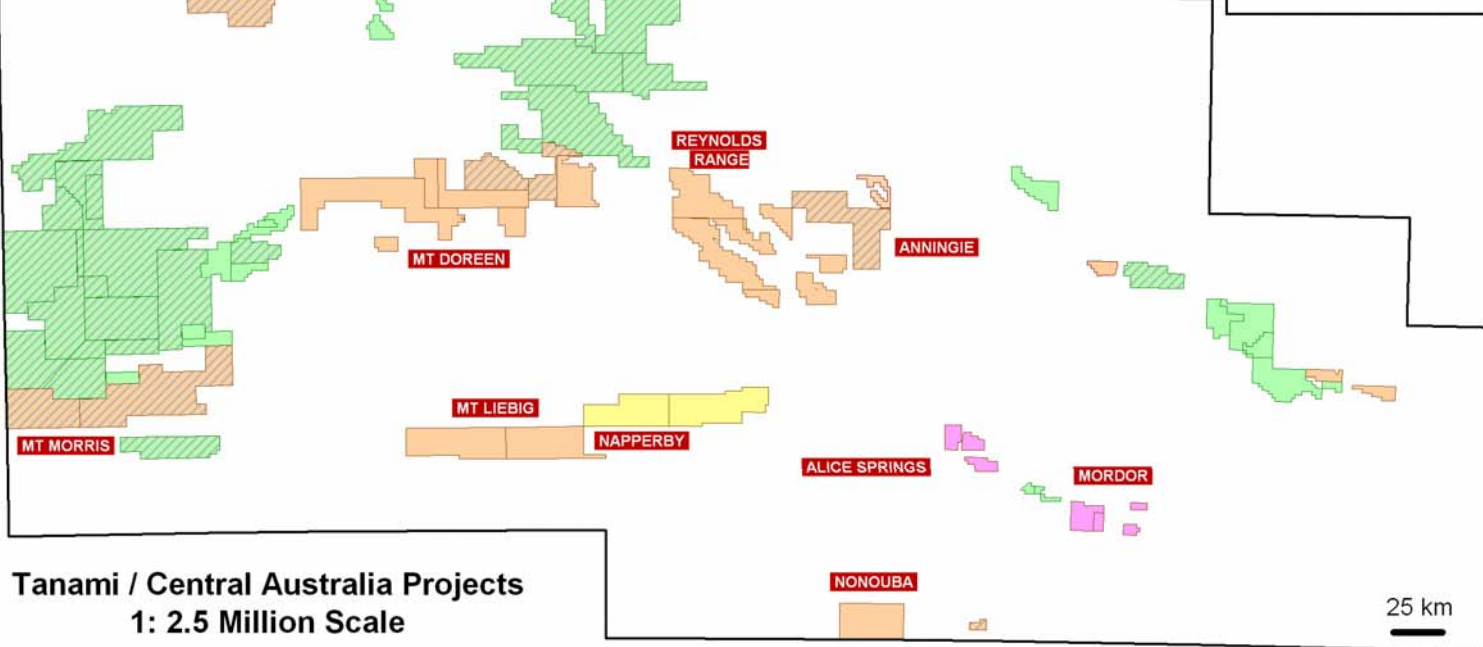 REYNOLDS
RANGE
ANNINGIE
MT DOREEN
MT LIEBIG
NAPPERBY
MT MORRIS
ALICE SPRINGS
MORDOR
NONOUBA
Tanami / Central Australia Projects
1: 2.5 Million Scale
25 km